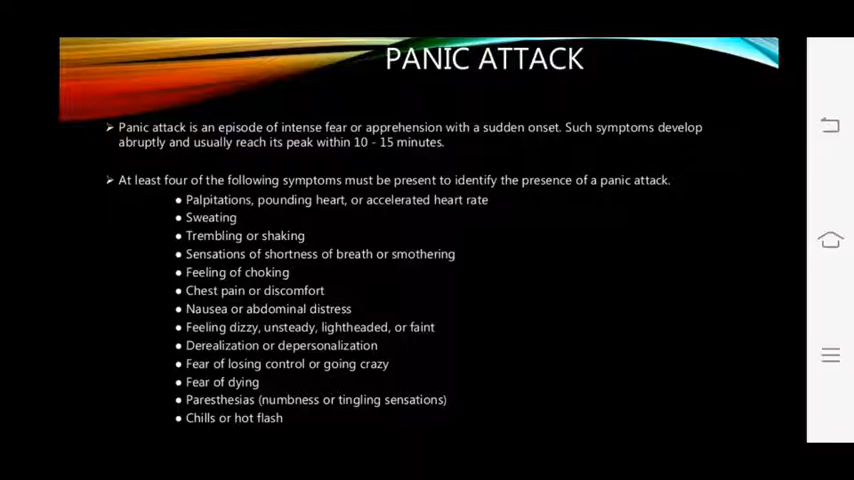 PANIC ATTACK
➢ Panic attack is an episode of intense fear or apprehension with a sudden onset. Such symptoms develop
abruptly and usually reach its peak within 10 - 15 minutes.
➢ At least four of the following symptoms must be present to identify the presence of a panic attack.
● Palpitations, pounding heart, or accelerated heart rate
● Sweating
● Trembling or shaking
● Sensations of shortness of breath or smothering
● Feeling of choking
● Chest pain or discomfort
● Nausea or abdominal distress
● Feeling dizzy, unsteady, lightheaded, or faint
● Derealization or depersonalization
● Fear of losing control or going crazy
● Fear of dying
● Paresthesias (numbness or tingling sensations)
● Chills or hot flash